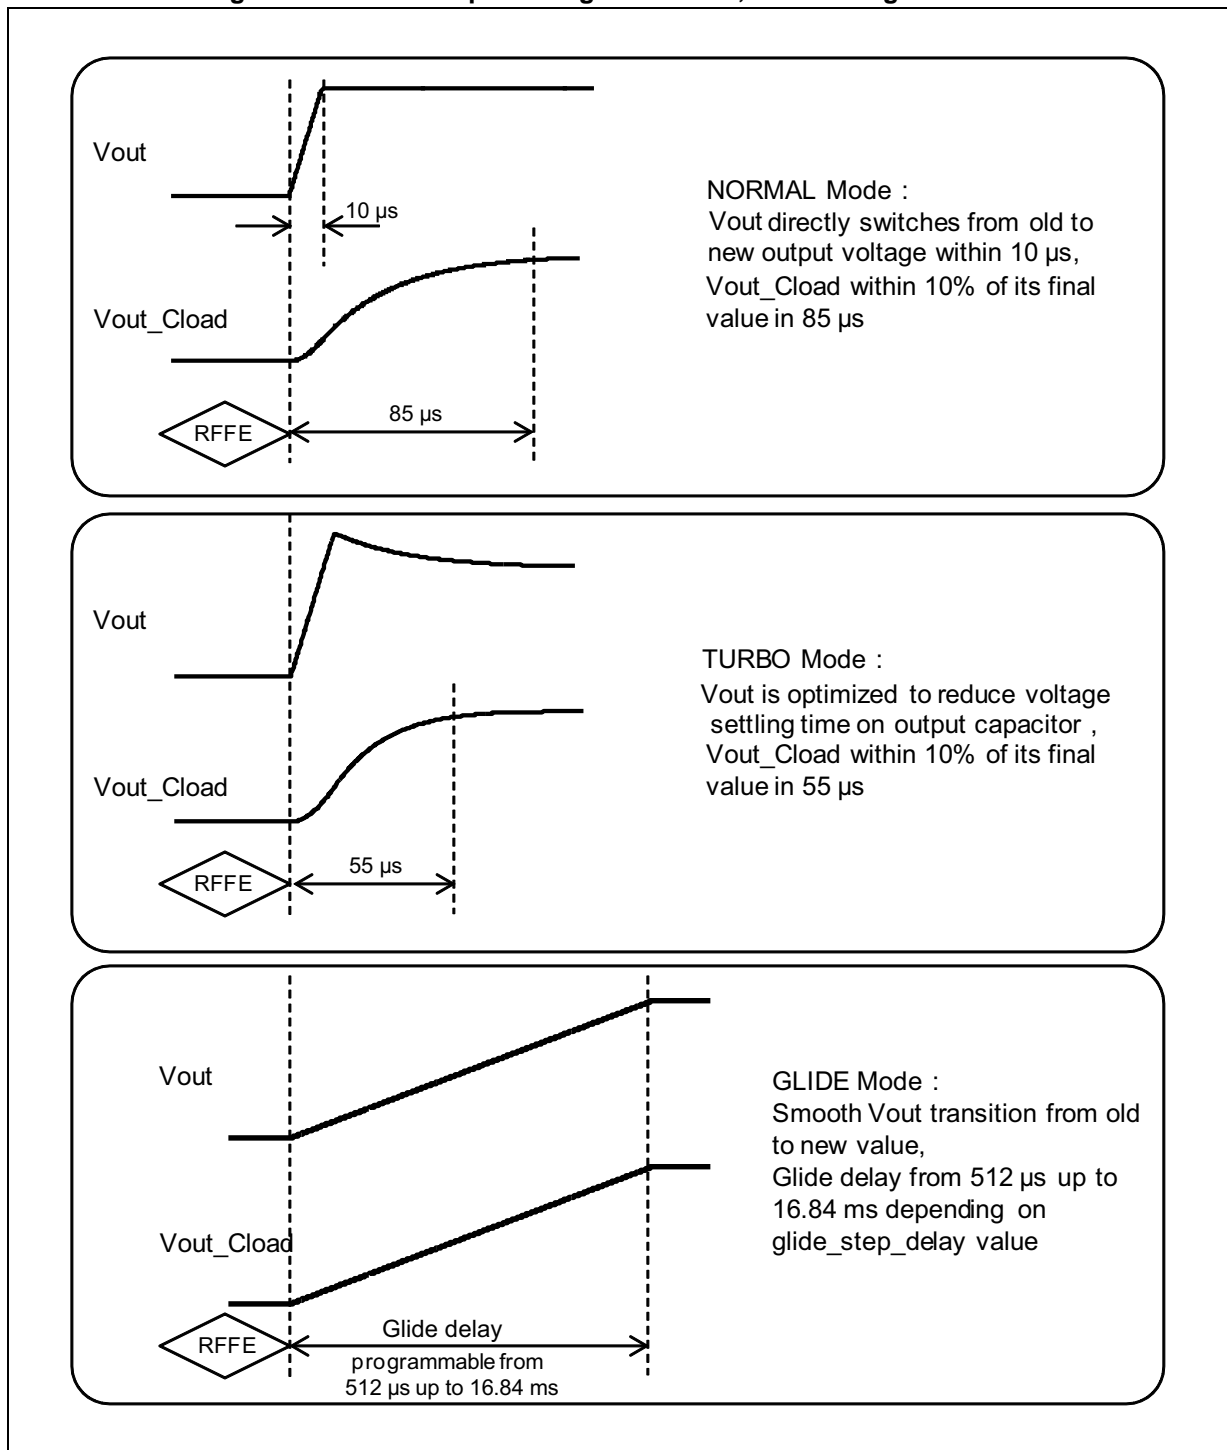 Vout
10 µs
Vout_Cload
85 µs
RFFE
NORMAL Mode :
Vout directly switches from old to
new output voltage within 10 µs,
Vout_Cload within 10% of its final
value in 85 µs
Vout
Vout_Cload
55 µs
RFFE
TURBO Mode :
Vout is optimized to reduce voltage
settling time on output capacitor ,
Vout_Cload within 10% of its final
value in 55 µs
Vout
Vout_Cload
RFFE
Glide delay
programmable from
512 µs up to 16.84 ms
GLIDE Mode :
Smooth Vout transition from old
to new value,
Glide delay from 512 µs up to
16.84 ms depending on
glide_step_delay value